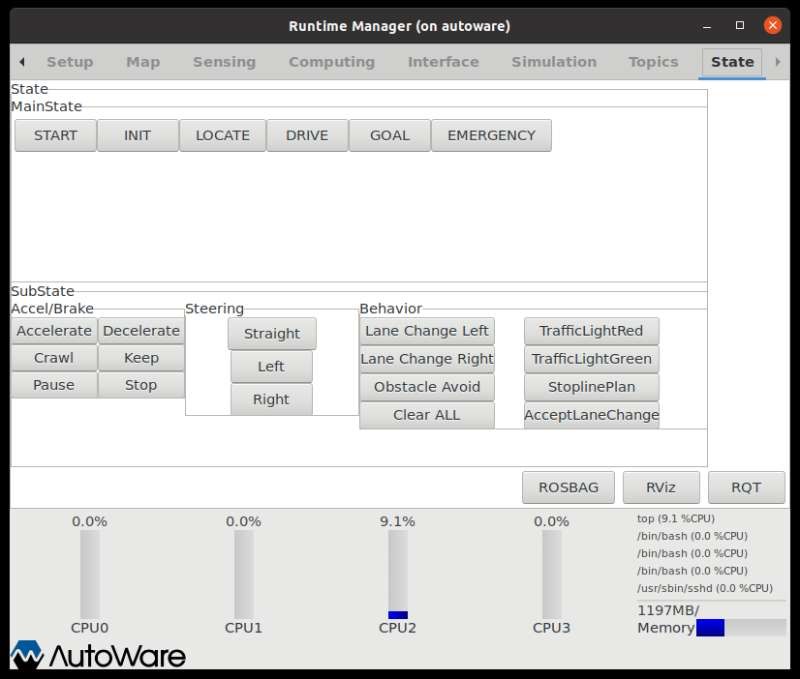 Runtime Manager (on autoware)
Setup Map Sensing Computing Interface Simulation Topics State
State
MainState
START INIT LOCATE DRIVE GOAL EMERGENCY
SubState
Accel/Brake Steering Behavior
Accelerate Decelerate Straight Lane Change Left TrafficLightRed
Crawl Keep Left Lane Change Right TrafficLightGreen
Pause Stop Right Obstacle Avoid StoplinePlan
Clear ALL AcceptLaneChange
ROSBAG RViz RQT
0.0% 0.0% 9.1% 0.0%
CPU0 CPU1 CPU2 CPU3
top (9.1 %CPU)
/bin/bash (0.0 %CPU)
/bin/bash (0.0 %CPU)
/bin/bash (0.0 %CPU)
/usr/sbin/sshd (0.0 %CPU)
1197MB/
Memory
AutoWare